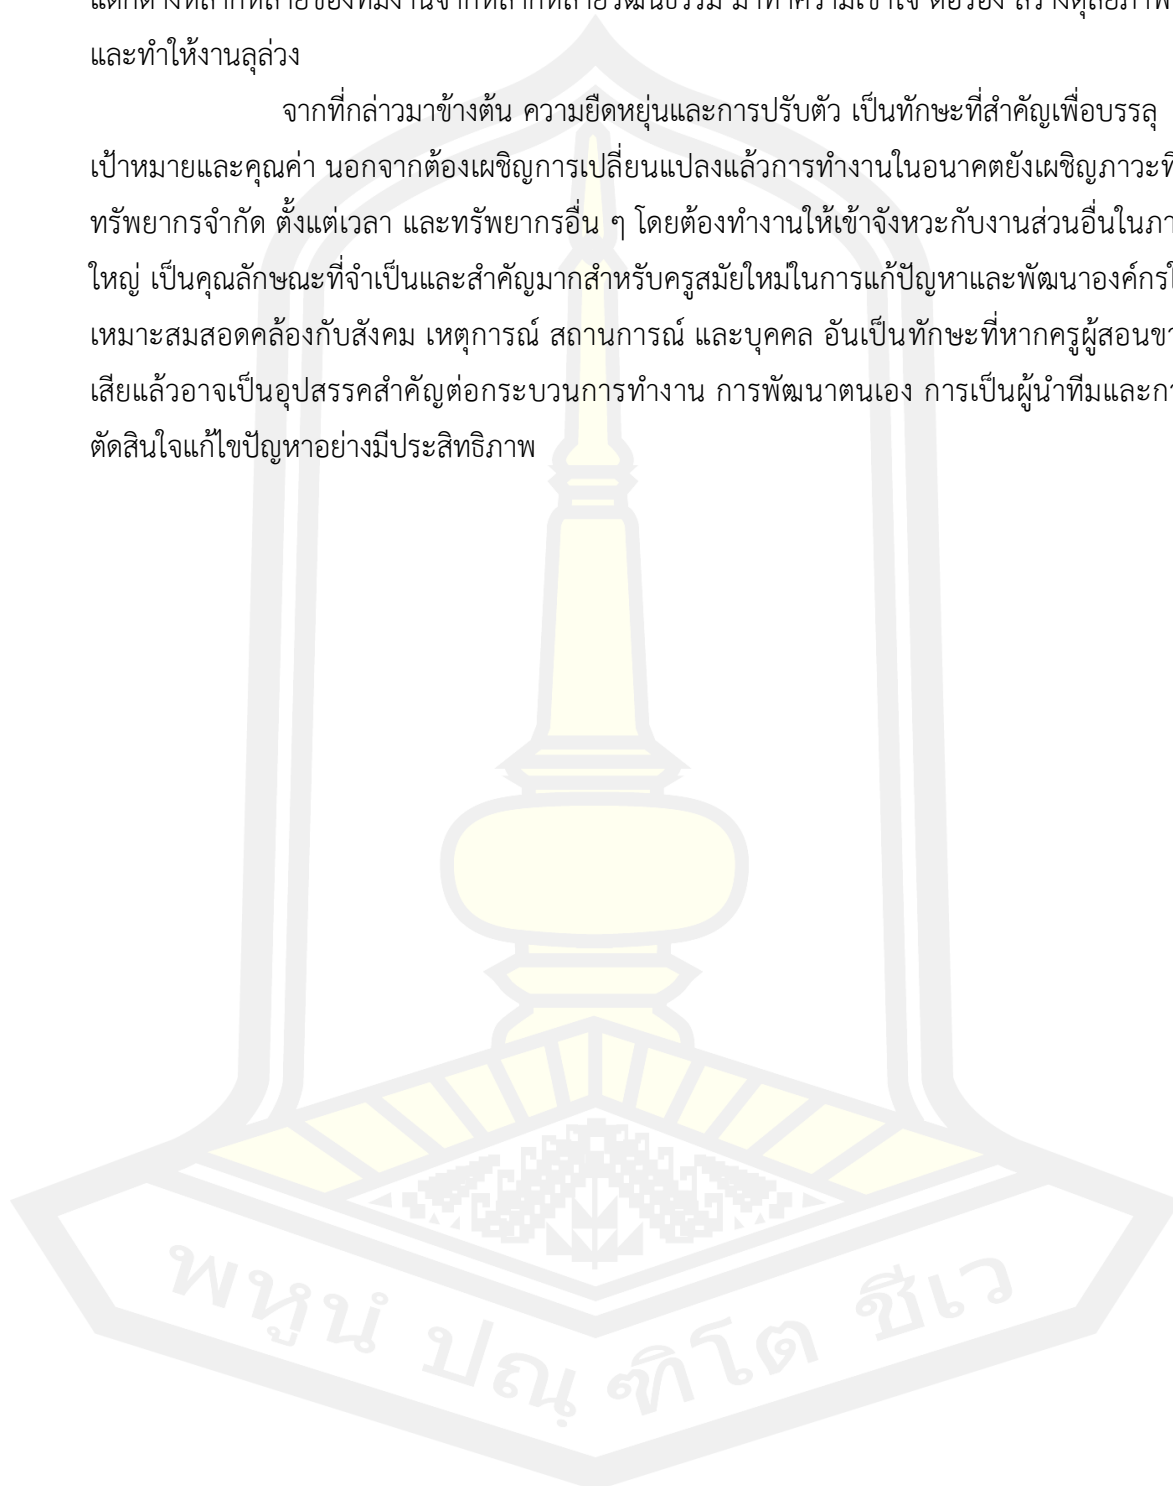 และทำให้งานลุล่วง
จากที่กล่าวมาข้างต้น ความยืดหยุ่นและการปรับตัว เป็นทักษะที่สำคัญเพื่อบรรลุ
เป้าหมายและคุณค่า นอกจากต้องเผชิญการเปลี่ยนแปลงแล้วการทำงานในอนาคตยังเผชิญภาวะ
ทรัพยากรจำกัด ตั้งแต่เวลา และทรัพยากรอื่น ๆ โดยต้องทำงานให้เข้าจังหวะกับงานส่วนอื่นใน
ใหญ่ เป็นคุณลักษณะที่จำเป็นและสำคัญมากสำหรับครูสมัยใหม่ในการแก้ปัญหาและพัฒนาองค์กร
เหมาะสมสอดคล้องกับสังคม เหตุการณ์ สถานการณ์ และบุคคล อันเป็นทักษะที่หากครูผู้สอน
เสียแล้วอาจเป็นอุปสรรคสำคัญต่อกระบวนการทำงาน การพัฒนาตนเอง การเป็นผู้นำทีมและ
ตัดสินใจแก้ไขปัญหาอย่างมีประสิทธิภาพ
พหูนํ ปณฺฑิโต ชีเว